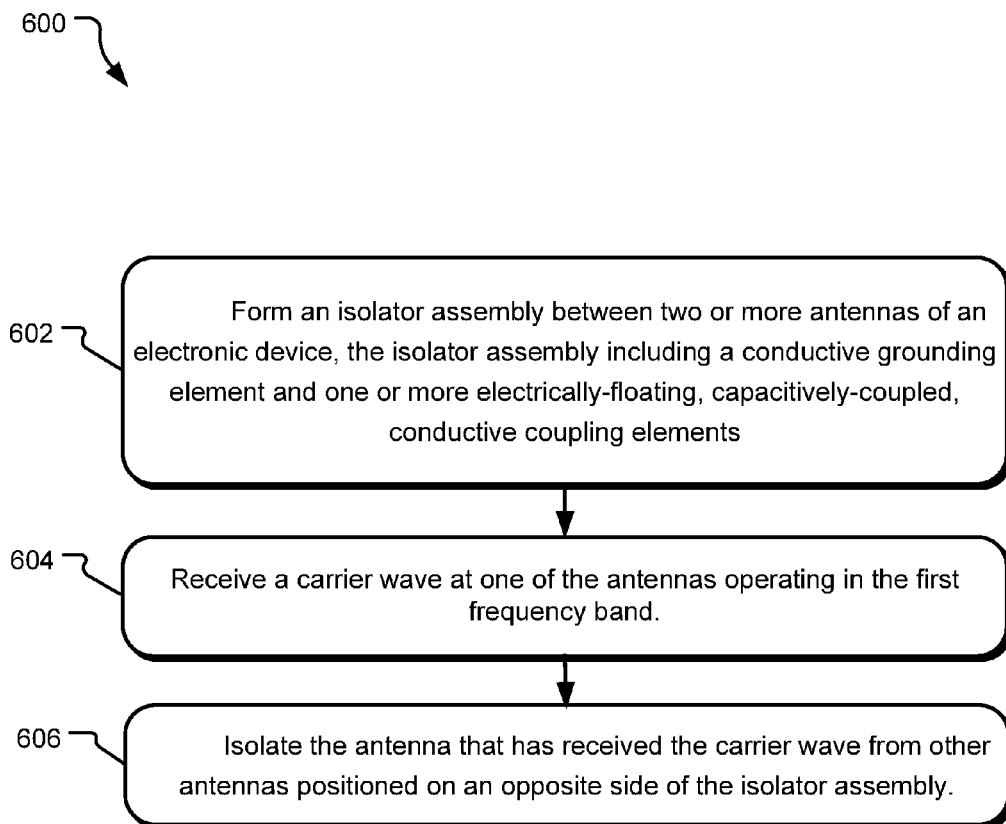 600
602
Form an isolator assembly between two or more antennas of an
electronic device, the isolator assembly including a conductive grounding
element and one or more electrically-floating, capacitively-coupled,
conductive coupling elements
604
Receive a carrier wave at one of the antennas operating in the first
frequency band.
606
Isolate the antenna that has received the carrier wave from other
antennas positioned on an opposite side of the isolator assembly.